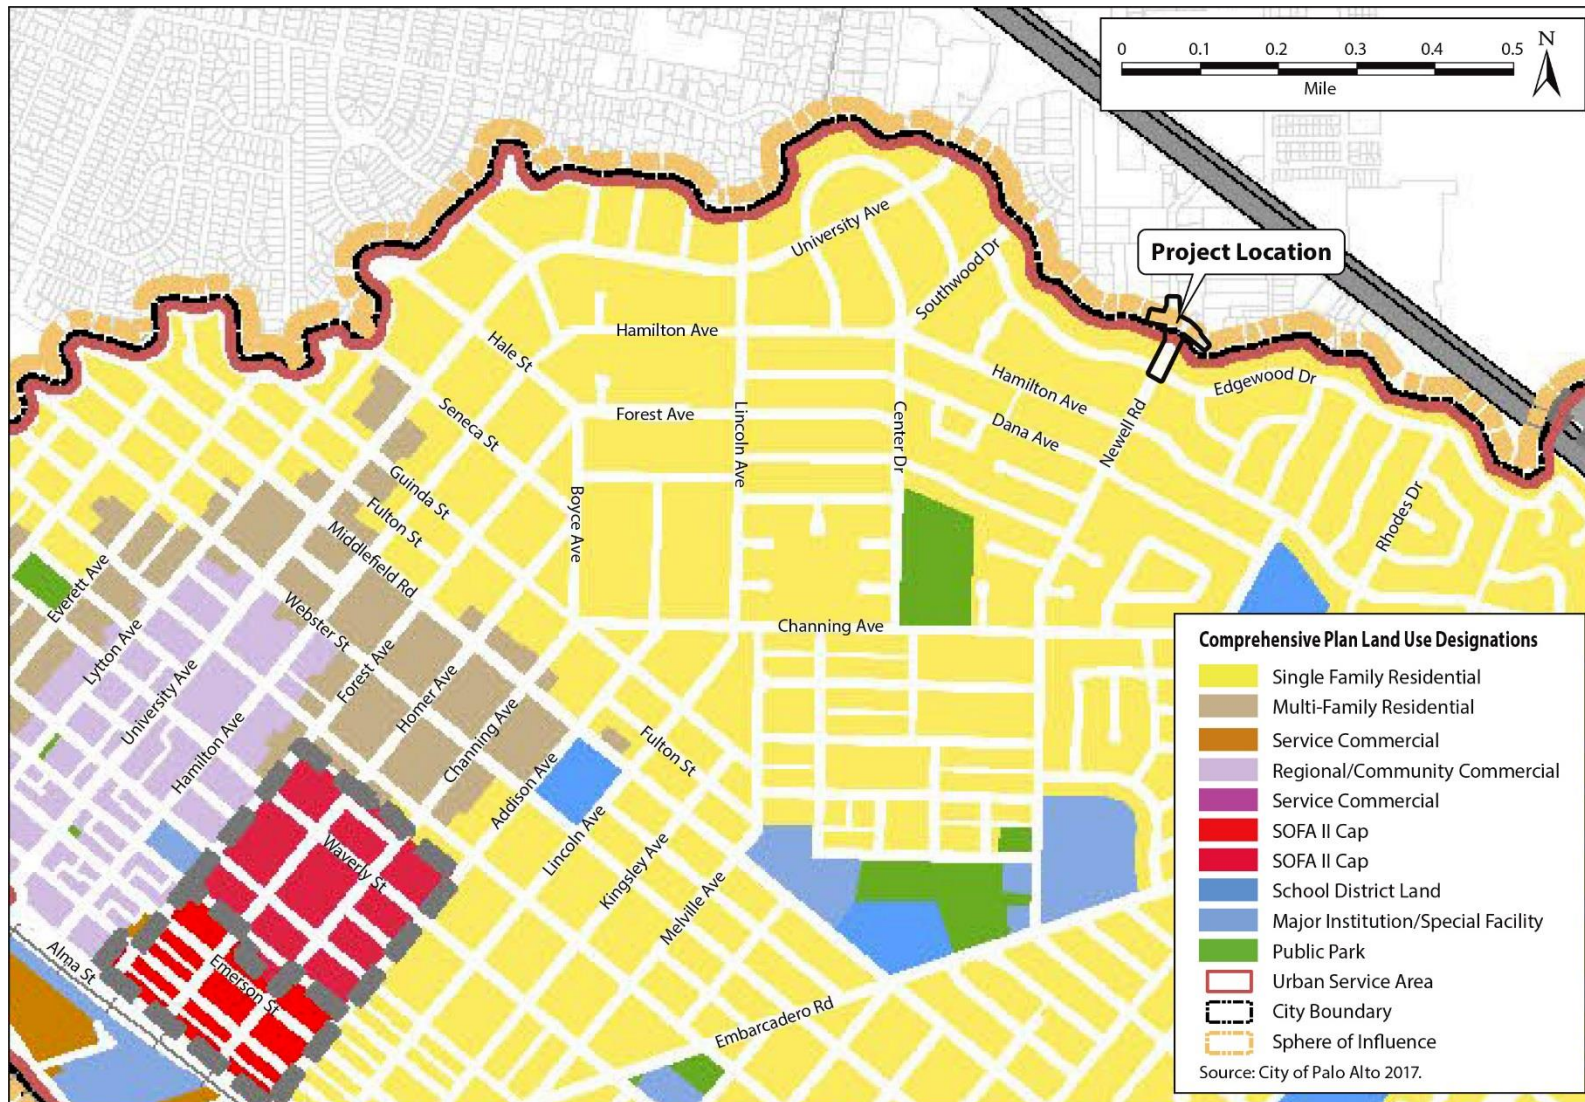 0 0.1 0.2 0.3 0.4 0.5
Mile
N
Project Location
University Ave
Southwood Dr
Hamilton Ave
Hale St
Hamilton Ave
Edgewood Dr
Seneca St
Forest Ave
Lincoln Ave
Center Dr
Dana Ave
Newell Rd
Guinda St
Fulton St
Middlefield Rd
Boyce Ave
Rhodes Dr
Everett Ave
Webster St
Channing Ave
Lytton Ave
University Ave
Forest Ave
Homer Ave
Hamilton Ave
Channing Ave
Fulton St
Addison Ave
Lincoln Ave
Waverly St
Kingsley Ave
Melville Ave
Alma St
Emerson St
Embarcadero Rd
Comprehensive Plan Land Use Designations
Single Family Residential
Multi-Family Residential
Service Commercial
Regional/Community Commercial
Service Commercial
SOFA II Cap
SOFA II Cap
School District Land
Major Institution/Special Facility
Public Park
Urban Service Area
City Boundary
Sphere of Influence
Source: City of Palo Alto 2017.